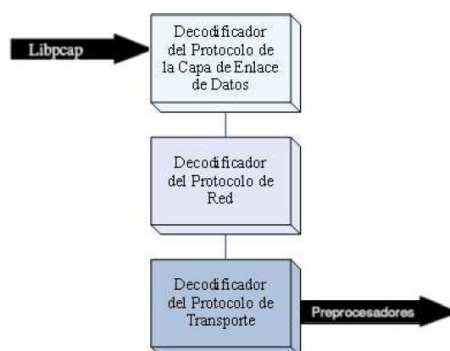 Libpcap
Decodificador
del Protocolo de
la Capa de Enlace
de Datos
Decodificador
del Protocolo de
Red
Decodificador
del Protocolo de
Transporte
Preprocesadores